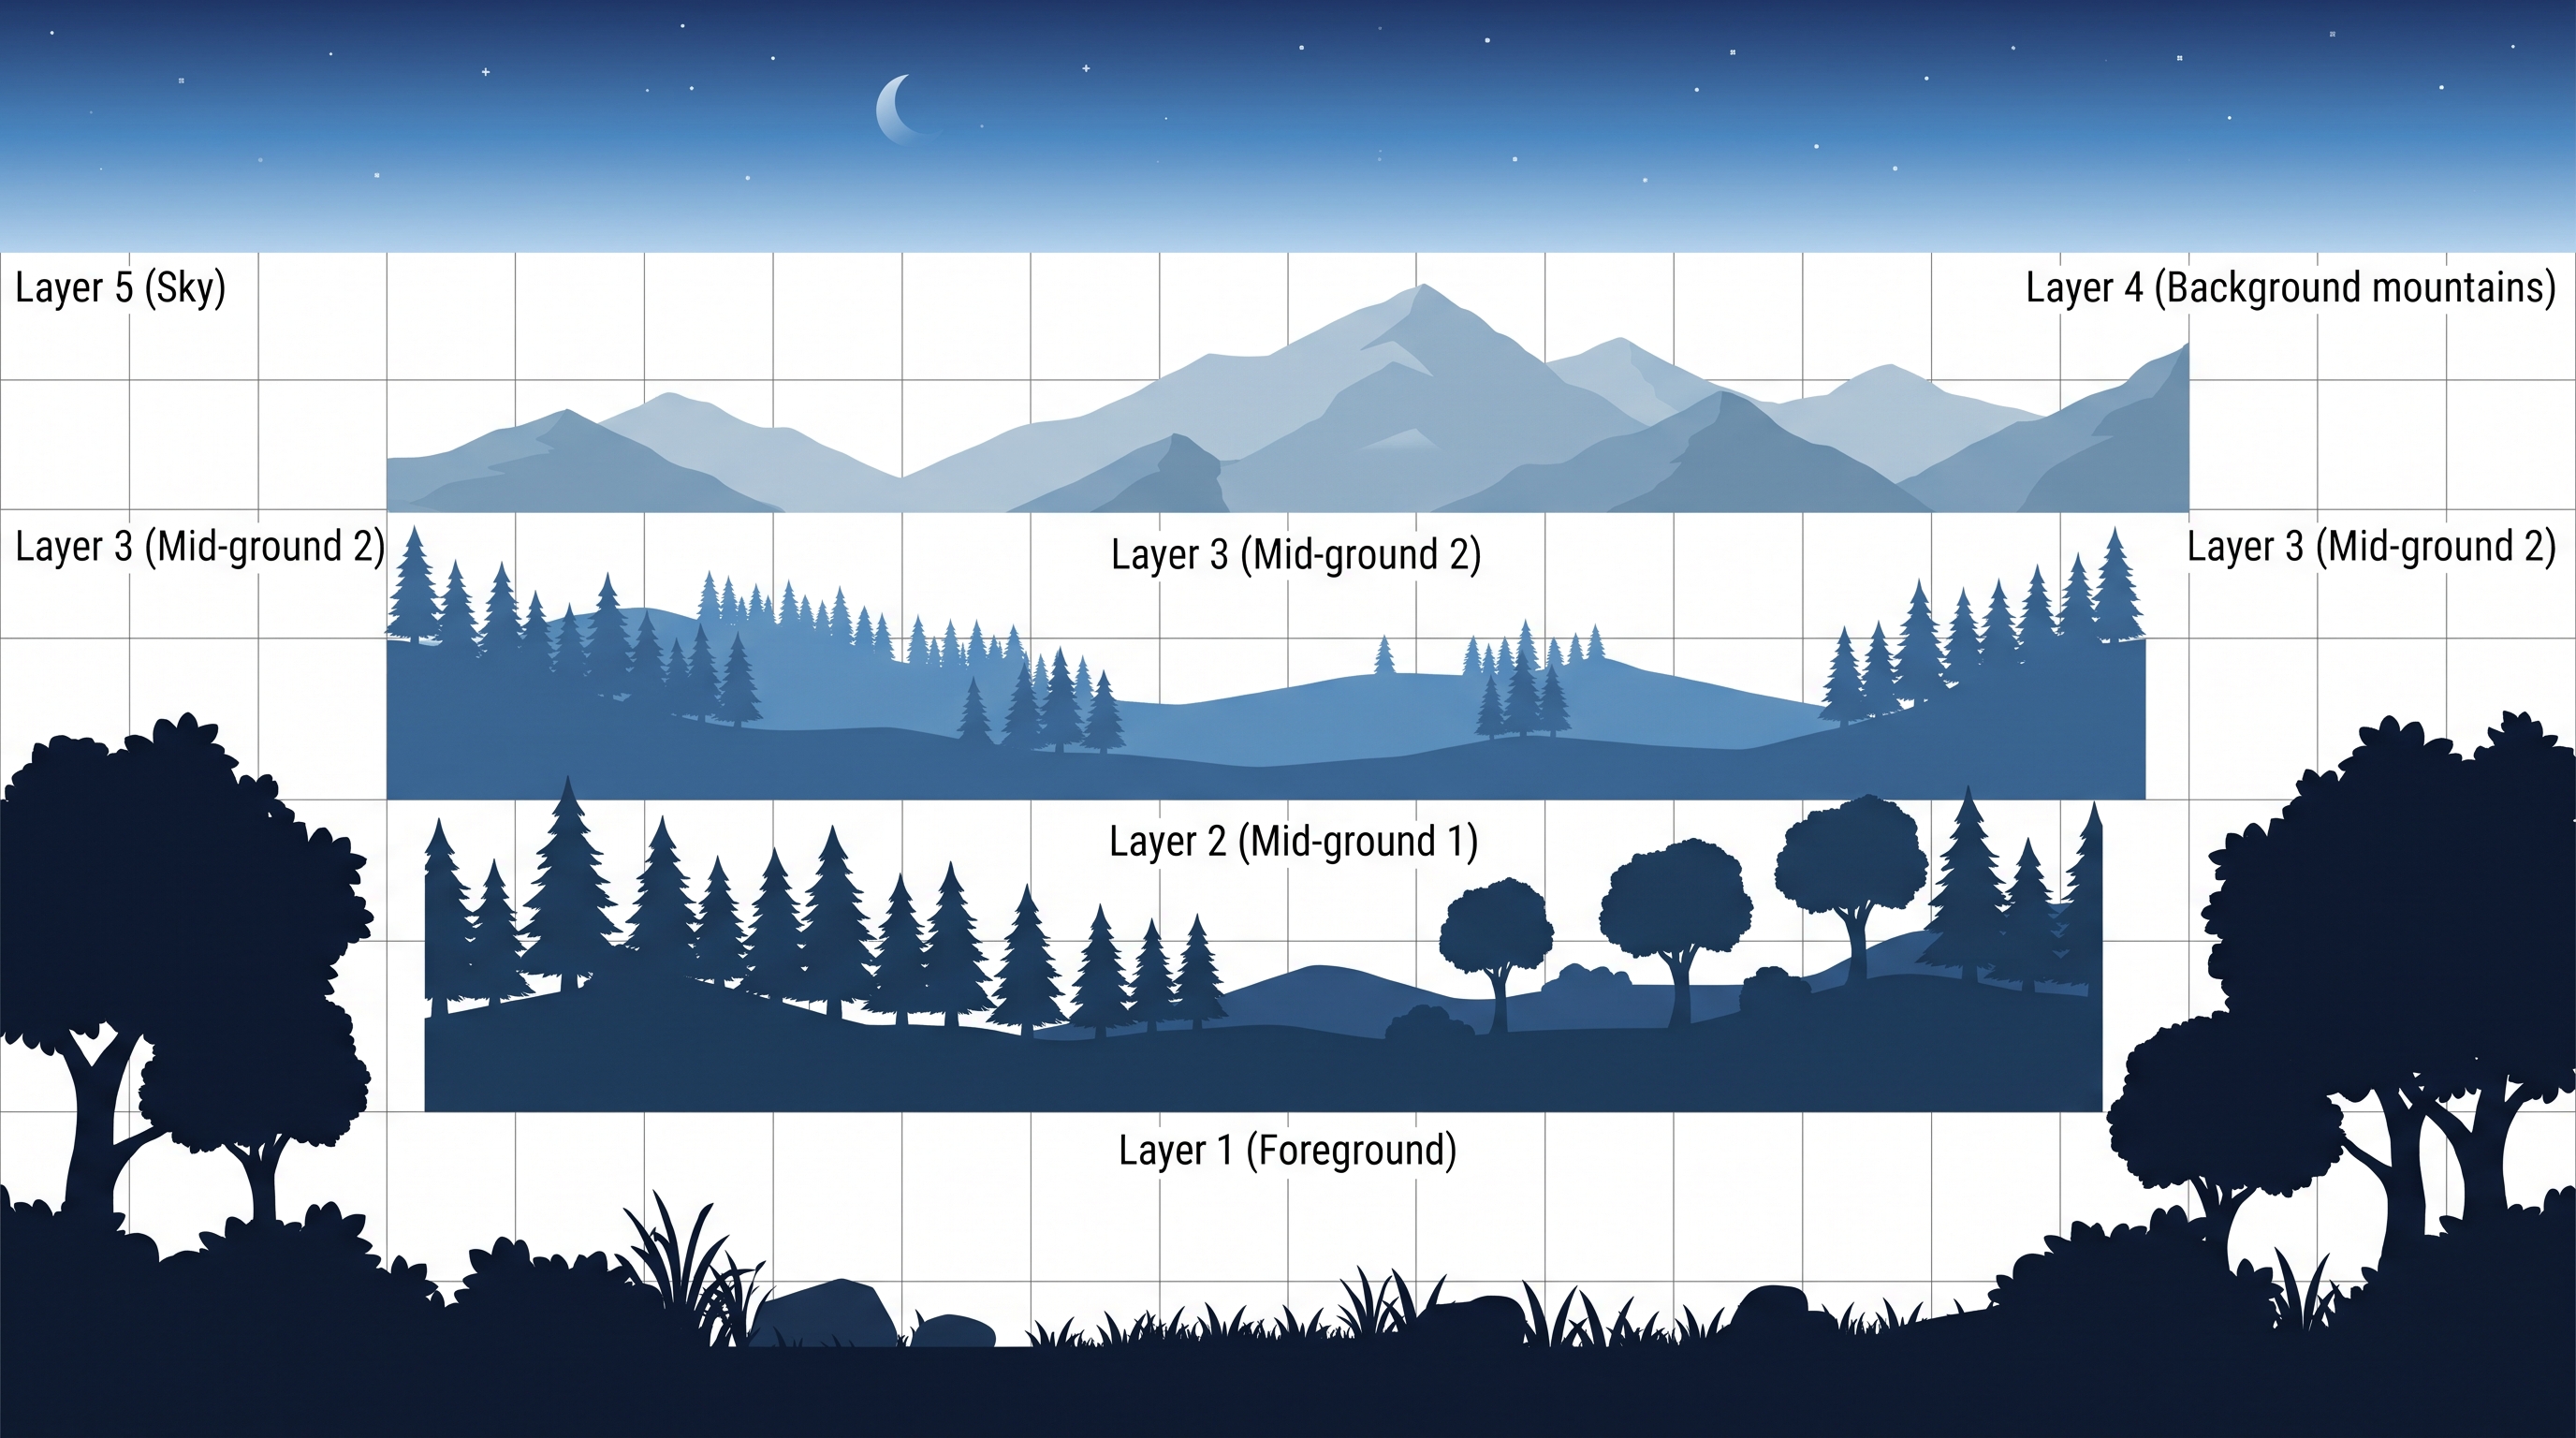 Layer 5 (Sky)
Layer 4 (Background mountains)
Layer 3 (Mid-ground 2)
Layer 3 (Mid-ground 2)
Layer 3 (Mid-ground 2)
Layer 2 (Mid-ground 1)
Layer 1 (Foreground)